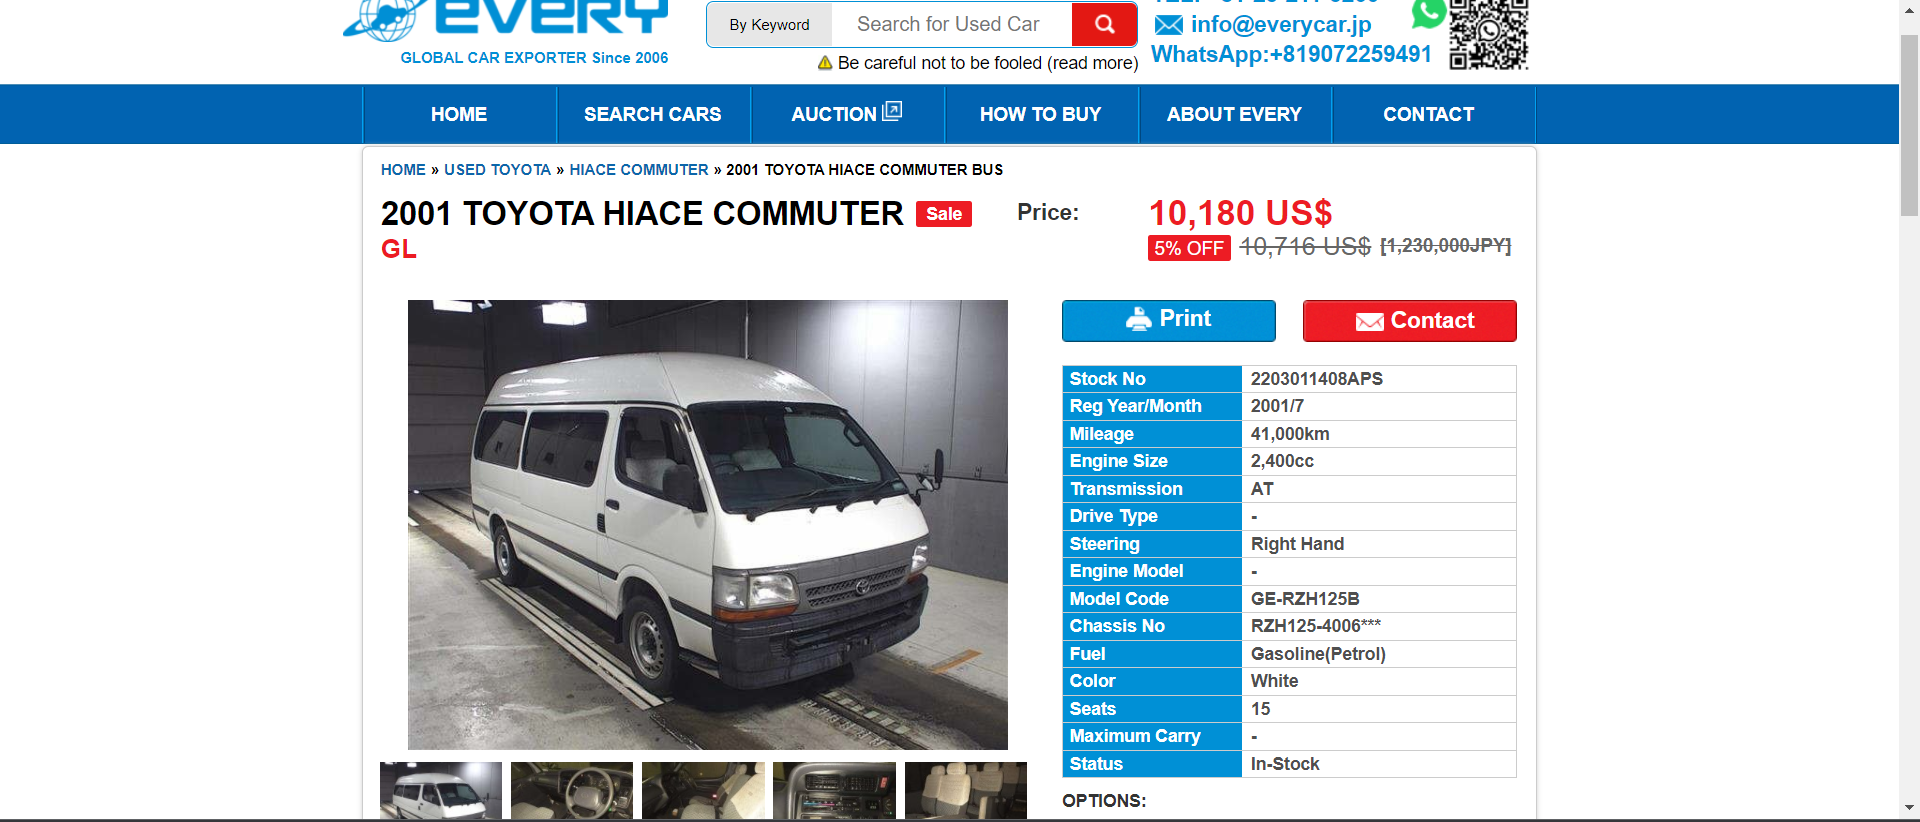 EVERY
GLOBAL CAR EXPORTER Since 2006
By Keyword
Search for Used Car
Be careful not to be fooled (read more)
info@everycar.jp
WhatsApp:+819072259491
HOME
SEARCH CARS
AUCTION
HOW TO BUY
ABOUT EVERY
CONTACT
HOME » USED TOYOTA » HIACE COMMUTER » 2001 TOYOTA HIACE COMMUTER BUS
2001 TOYOTA HIACE COMMUTER Sale
GL
Price:
10,180 US$
5% OFF 10,716 US$ [1,230,000JPY]
Print
Contact
Stock No 2203011408APS
Reg Year/Month 2001/7
Mileage 41,000km
Engine Size 2,400cc
Transmission AT
Drive Type -
Steering Right Hand
Engine Model -
Model Code GE-RZH125B
Chassis No RZH125-4006***
Fuel Gasoline(Petrol)
Color White
Seats 15
Maximum Carry -
Status In-Stock
OPTIONS: